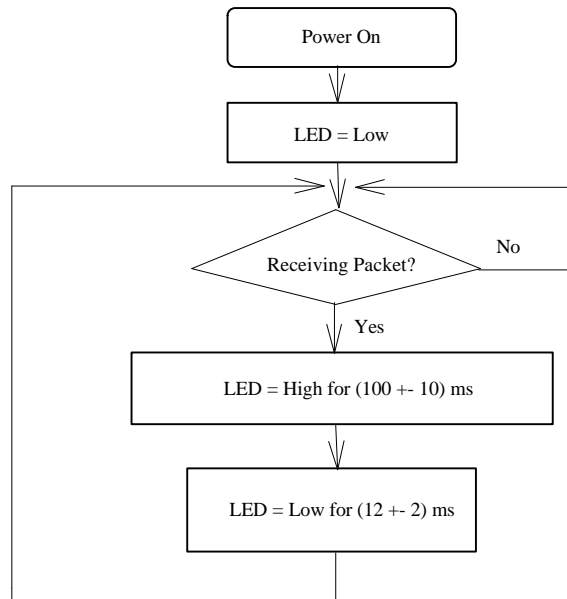 Power On
LED = Low
Receiving Packet?
No
Yes
LED = High for (100 +- 10) ms
LED = Low for (12 +- 2) ms